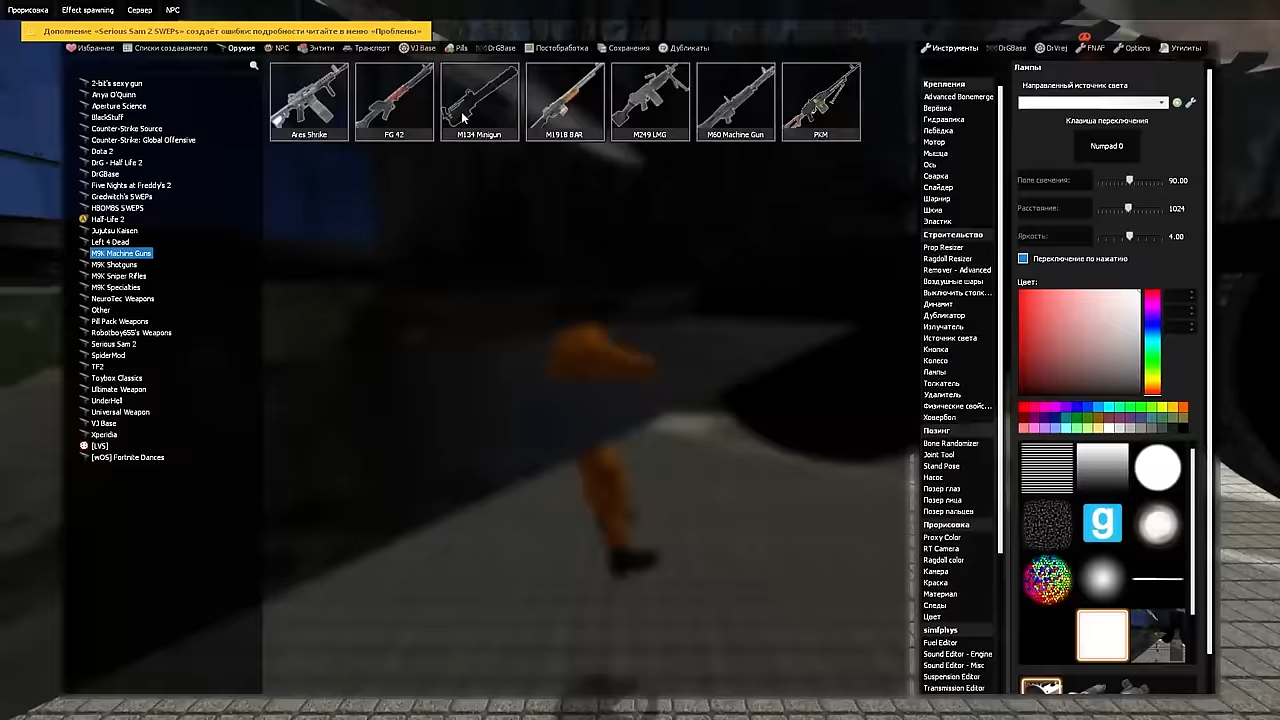 Прорисовка Effect spawning Сервер NPC
Дополнение «Serious Sam 2 SWEPs» создаёт ошибки: подробности читайте в меню «Проблемы»
Избранное Списки создаваемого Оружие NPC Энтити Транспорт VJ Base Pills DrGBase Постобработка Сохранения Дубликаты
2-bit's sexy gun
Anya O'Quinn
Aperture Science
BlackStuff
Counter-Strike Source
Counter-Strike: Global Offensive
Dota 2
DrG - Half Life 2
DrGBase
Five Nights at Freddy's 2
Gredwitch's SWEPs
HBOMBS SWEPS
Half-Life 2
Jujutsu Kaisen
Left 4 Dead
M9K Machine Guns
M9K Shotguns
M9K Sniper Rifles
M9K Specialties
NeuroTec Weapons
Other
Pill Pack Weapons
Robotboy655's Weapons
Serious Sam 2
SpiderMod
TF2
Toybox Classics
Ultimate Weapon
UnderHell
Universal Weapon
VJ Base
Xperidia
[LVS]
[wOS] Fortnite Dances
Ares Shrike FG 42 M134 Minigun M1918 BAR M249 LMG M60 Machine Gun PKM
Инструменты DrGBase DrVrej FNAF Options Утилиты
Крепления
Advanced Bonemerge
Верёвка
Гидравлика
Лебёдка
Мотор
Мышца
Ось
Сварка
Слайдер
Шарнир
Шкив
Эластик
Строительство
Prop Resizer
Ragdoll Resizer
Remover - Advanced
Воздушные шары
Выключить столк...
Динамит
Дубликатор
Излучатель
Источник света
Кнопка
Колесо
Лампы
Толкатель
Удалитель
Физические свойс...
Ховербол
Позинг
Bone Randomizer
Joint Tool
Stand Pose
Насос
Позер глаз
Позер лица
Позер пальцев
Прорисовка
Proxy Color
RT Camera
Ragdoll color
Камера
Краска
Материал
Следы
Цвет
simfphys
Fuel Editor
Sound Editor - Engine
Sound Editor - Misc
Suspension Editor
Transmission Editor
Лампы
Направленный источник света
Клавиша переключения
Numpad 0
Поле свечения: 90.00
Расстояние: 1024
Яркость: 4.00
Переключение по нажатию
Цвет:
g